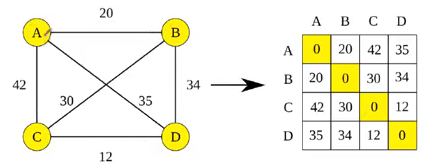 20
A B
42 30 35 34
C D
12
A B C D
A 0 20 42 35
B 20 0 30 34
C 42 30 0 12
D 35 34 12 0